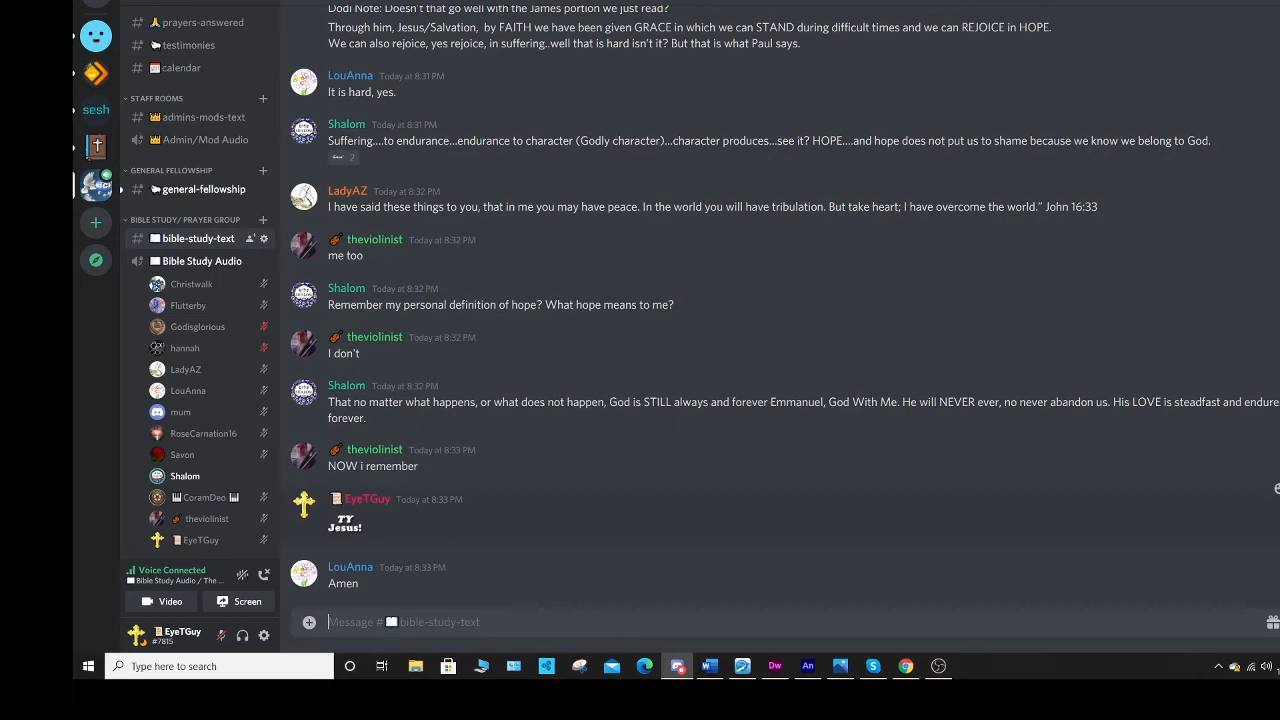 prayers-answered
testimonies
calendar
STAFF ROOMS
admins-mods-text
Admin/Mod Audio
GENERAL FELLOWSHIP
general-fellowship
BIBLE STUDY/ PRAYER GROUP
bible-study-text
Bible Study Audio
Christwalk
Flutterby
Godisglorious
hannah
LadyAZ
LouAnna
mum
RoseCarnation16
Savon
Shalom
CoramDeo
theviolinist
EyeTGuy
Voice Connected
Bible Study Audio / The ...
Video
Screen
EyeTGuy
#7815
sesh
Dodi Note: Doesn't that go well with the James portion we just read?
Through him, Jesus/Salvation, by FAITH we have been given GRACE in which we can STAND during difficult times and we can REJOICE in HOPE.
We can also rejoice, yes rejoice, in suffering..well that is hard isn't it? But that is what Paul says.
LouAnna Today at 8:31 PM
It is hard, yes.
Shalom Today at 8:31 PM
Suffering....to endurance...endurance to character (Godly character)...character produces...see it? HOPE....and hope does not put us to shame because we know we belong to God.
2
LadyAZ Today at 8:32 PM
I have said these things to you, that in me you may have peace. In the world you will have tribulation. But take heart; I have overcome the world.” John 16:33
theviolinist Today at 8:32 PM
me too
Shalom Today at 8:32 PM
Remember my personal definition of hope? What hope means to me?
theviolinist Today at 8:32 PM
I don't
Shalom Today at 8:32 PM
That no matter what happens, or what does not happen, God is STILL always and forever Emmanuel, God With Me. He will NEVER ever, no never abandon us. His LOVE is steadfast and endures
forever.
theviolinist Today at 8:33 PM
NOW i remember
EyeTGuy Today at 8:33 PM
TY
Jesus!
LouAnna Today at 8:33 PM
Amen
Message # bible-study-text
Type here to search